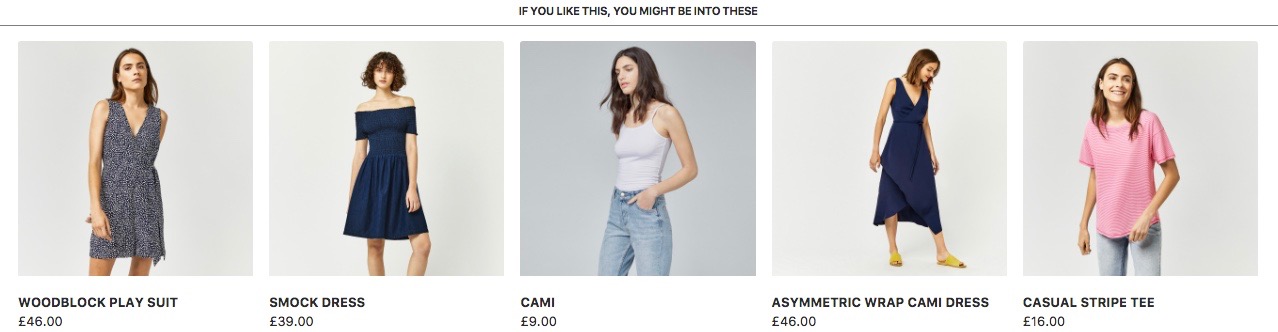 IF YOU LIKE THIS, YOU MIGHT BE INTO THESE
WOODBLOCK PLAY SUIT
£46.00
SMOCK DRESS
£39.00
CAMI
£9.00
ASYMMETRIC WRAP CAMI DRESS
£46.00
CASUAL STRIPE TEE
£16.00